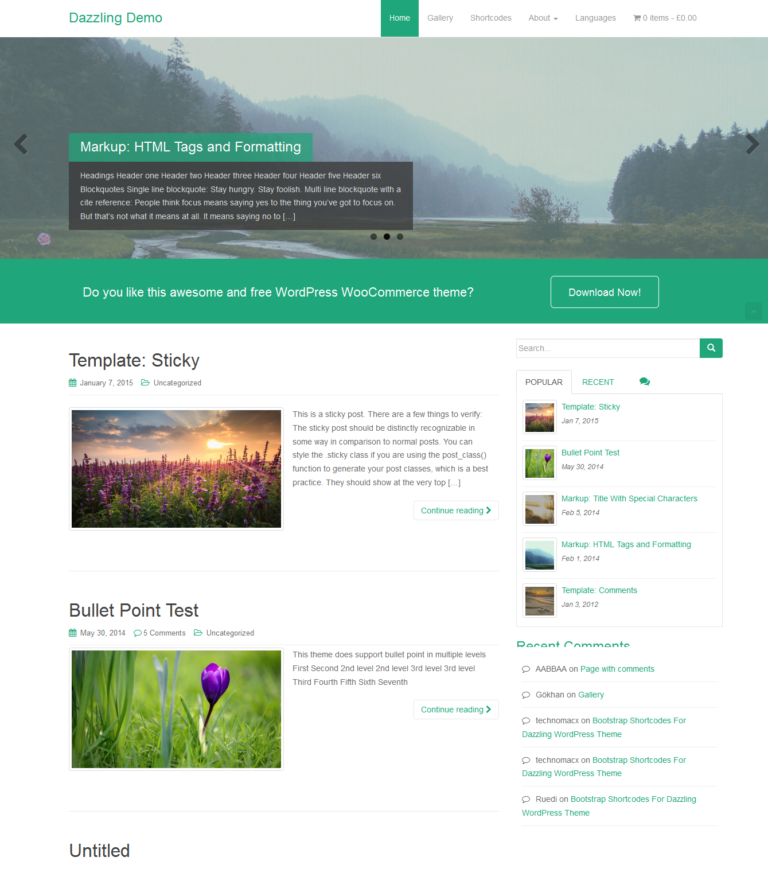 Dazzling Demo
Home Gallery Shortcodes About Languages 0 items - £0.00
Markup: HTML Tags and Formatting
Headings Header one Header two Header three Header four Header five Header six
Blockquotes Single line blockquote: Stay hungry. Stay foolish. Multi line blockquote with a
cite reference: People think focus means saying yes to the thing you've got to focus on.
But that's not what it means at all. It means saying no to [...]
Do you like this awesome and free WordPress WooCommerce theme?
Download Now!
Template: Sticky
January 7, 2015 Uncategorized
This is a sticky post. There are a few things to verify:
The sticky post should be distinctly recognizable in
some way in comparison to normal posts. You can
style the .sticky class if you are using the post_class()
function to generate your post classes, which is a best
practice. They should show at the very top [...]
Continue reading
Bullet Point Test
May 30, 2014 5 Comments Uncategorized
This theme does support bullet point in multiple levels
First Second 2nd level 2nd level 3rd level 3rd level
Third Fourth Fifth Sixth Seventh
Continue reading
Untitled
Search...
POPULAR RECENT
Template: Sticky
Jan 7, 2015
Bullet Point Test
May 30, 2014
Markup: Title With Special Characters
Feb 5, 2014
Markup: HTML Tags and Formatting
Feb 1, 2014
Template: Comments
Jan 3, 2012
Recent Comments
AABBAA on Page with comments
Gökhan on Gallery
technomacx on Bootstrap Shortcodes For
Dazzling WordPress Theme
technomacx on Bootstrap Shortcodes For
Dazzling WordPress Theme
Ruedi on Bootstrap Shortcodes For Dazzling
WordPress Theme